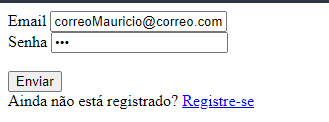 Email correoMauricio@correo.com
Senha •••
Enviar
Ainda não está registrado? Registre-se